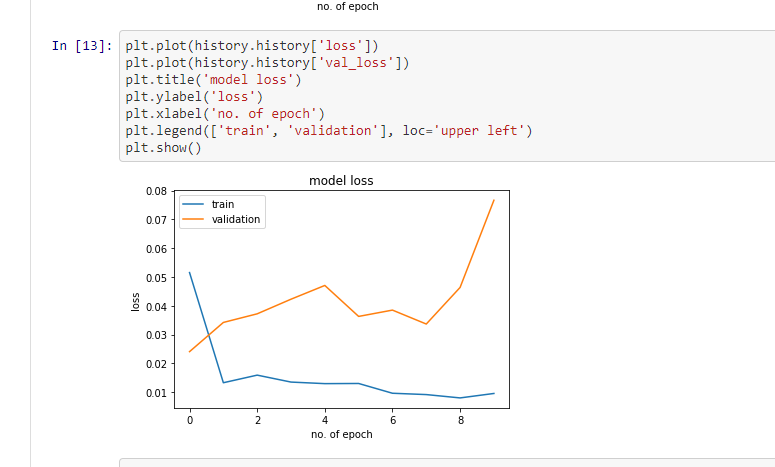 no. of epoch
In [13]: plt.plot(history.history['loss'])
plt.plot(history.history['val_loss'])
plt.title('model loss')
plt.ylabel('loss')
plt.xlabel('no. of epoch')
plt.legend(['train', 'validation'], loc='upper left')
plt.show()
model loss
0.08
train
validation
0.07
0.06
0.05
0.04
0.03
0.02
0.01
loss
0 2 4 6 8
no. of epoch